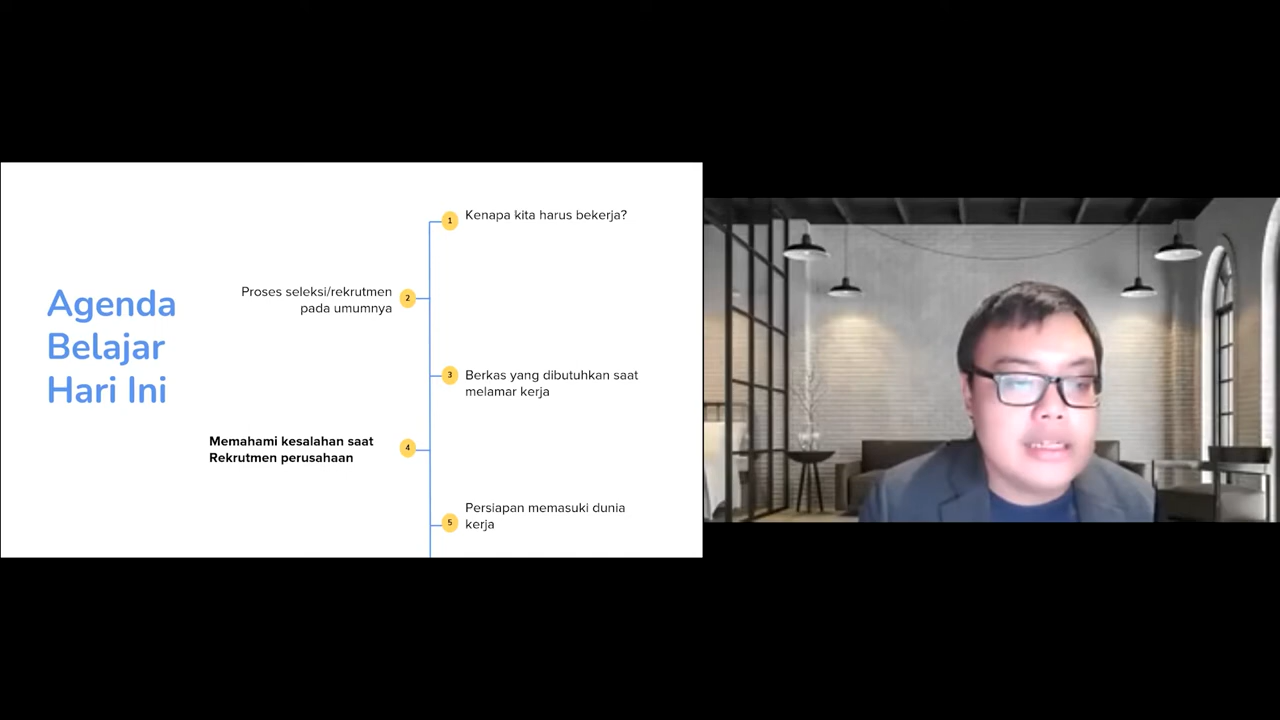 Agenda
Belajar
Hari Ini
1
Kenapa kita harus bekerja?
2
Proses seleksi/rekrutmen
pada umumnya
3
Berkas yang dibutuhkan saat
melamar kerja
4
Memahami kesalahan saat
Rekrutmen perusahaan
5
Persiapan memasuki dunia
kerja